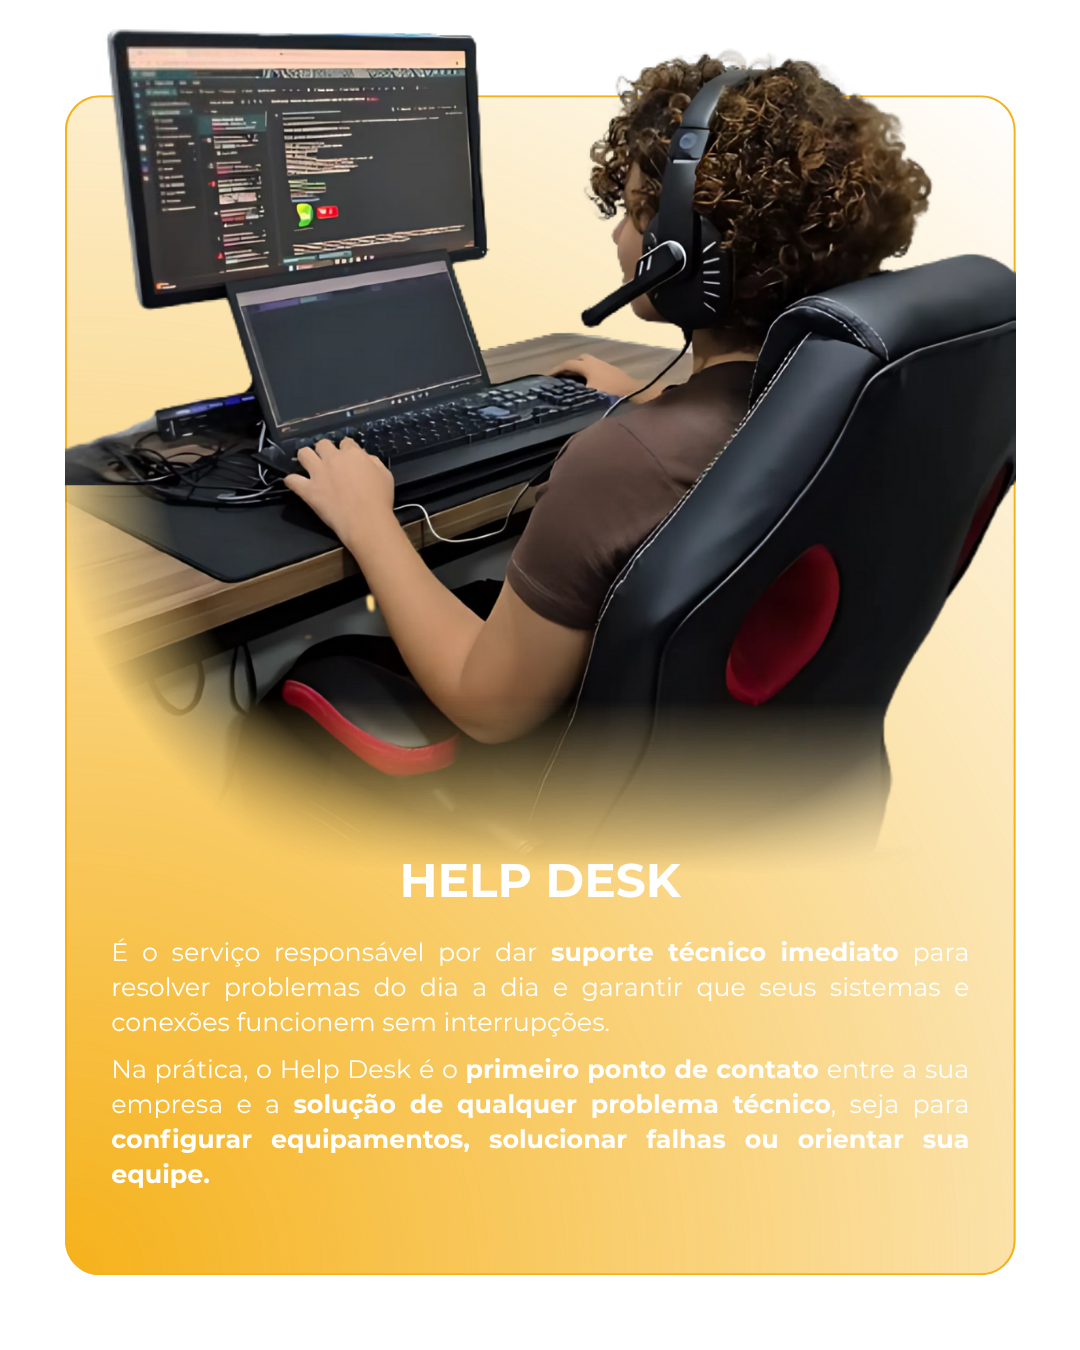 HELP DESK
É o serviço responsável por dar suporte técnico imediato para
resolver problemas do dia a dia e garantir que seus sistemas e
conexões funcionem sem interrupções.
Na prática, o Help Desk é o primeiro ponto de contato entre a sua
empresa e a solução de qualquer problema técnico, seja para
configurar equipamentos, solucionar falhas ou orientar sua
equipe.